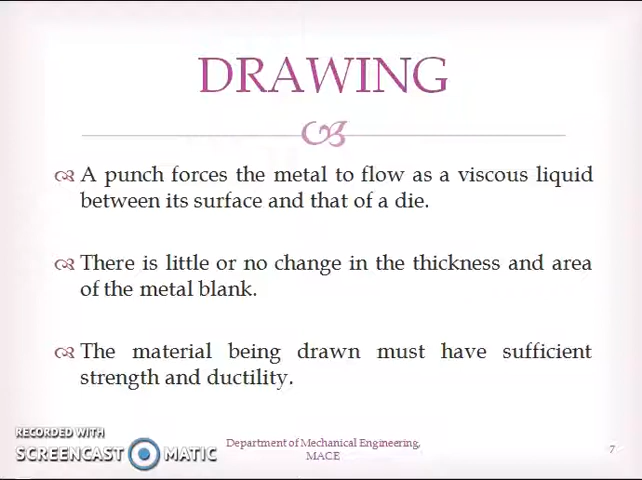 DRAWING
A punch forces the metal to flow as a viscous liquid
between its surface and that of a die.
There is little or no change in the thickness and area
of the metal blank.
The material being drawn must have sufficient
strength and ductility.
RECORDED WITH
SCREENCAST MATIC
Department of Mechanical Engineering,
MACE
7